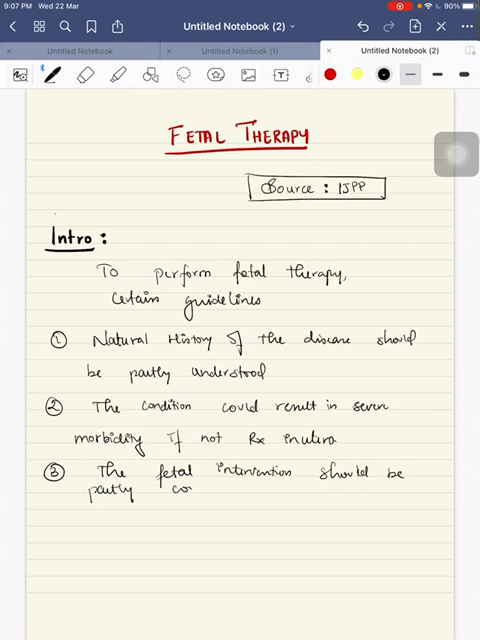 9:07 PM Wed 22 Mar
90%
Untitled Notebook (2)
Untitled Notebook
Untitled Notebook (1)
Untitled Notebook (2)
FETAL THERAPY
Source : IJPP
Intro :
To perform fetal therapy,
certain guidelines
① Natural History of the disease should
be partly understood
② The condition could result in severe
morbidity if not Rx inutero
③ The fetal intervention should be
partly co